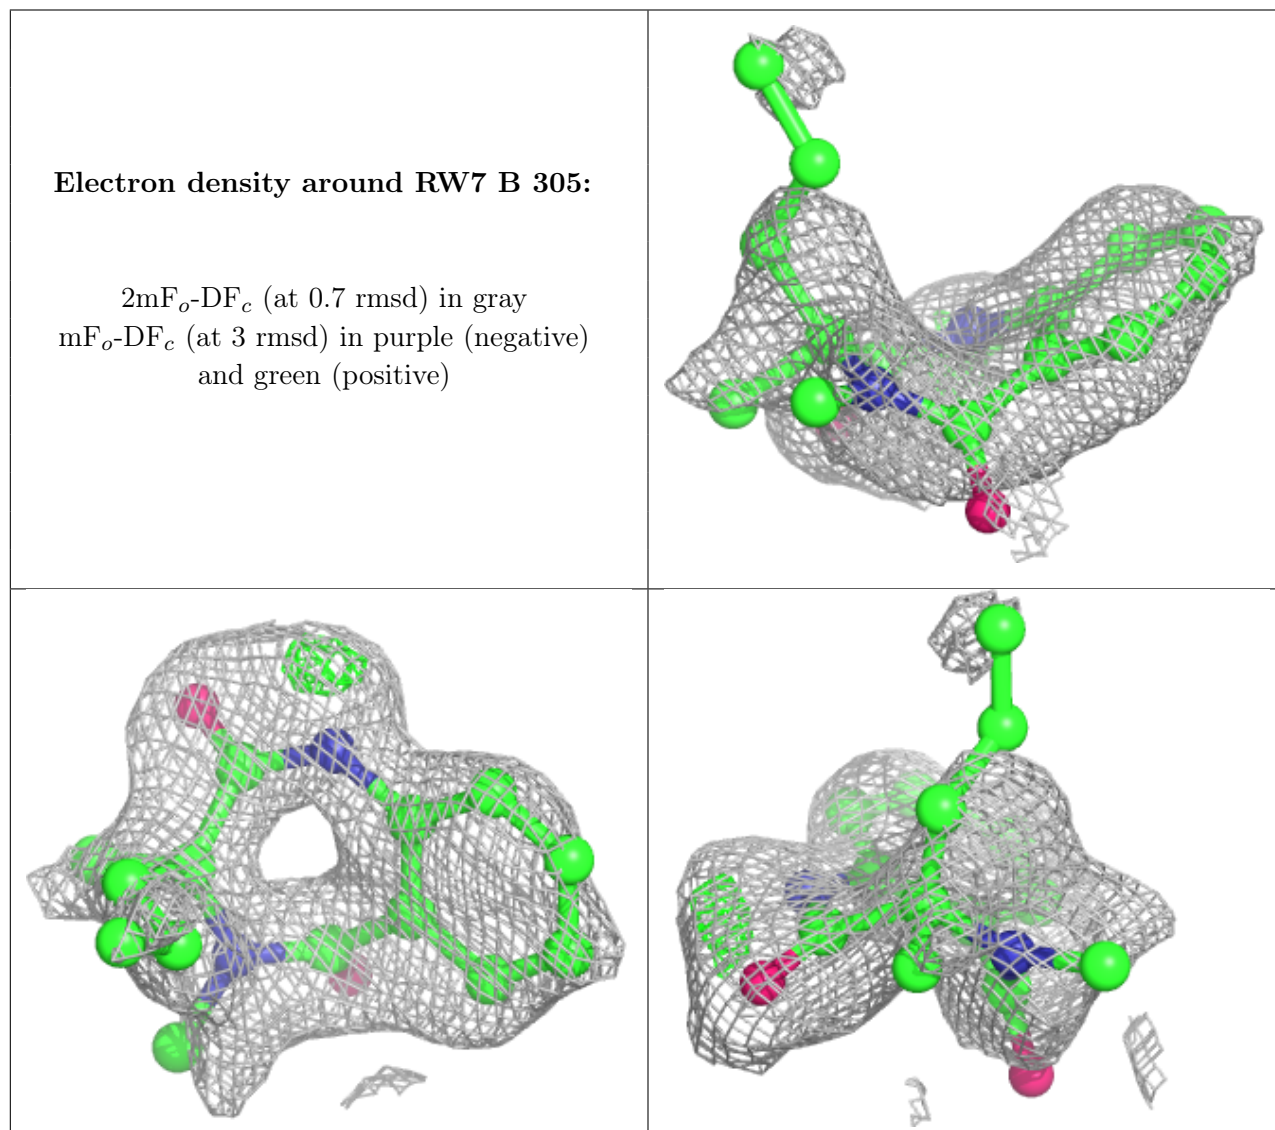 Electron density around RW7 B 305:
2mFo-DFc (at 0.7 rmsd) in gray
mFo-DFc (at 3 rmsd) in purple (negative)
and green (positive)